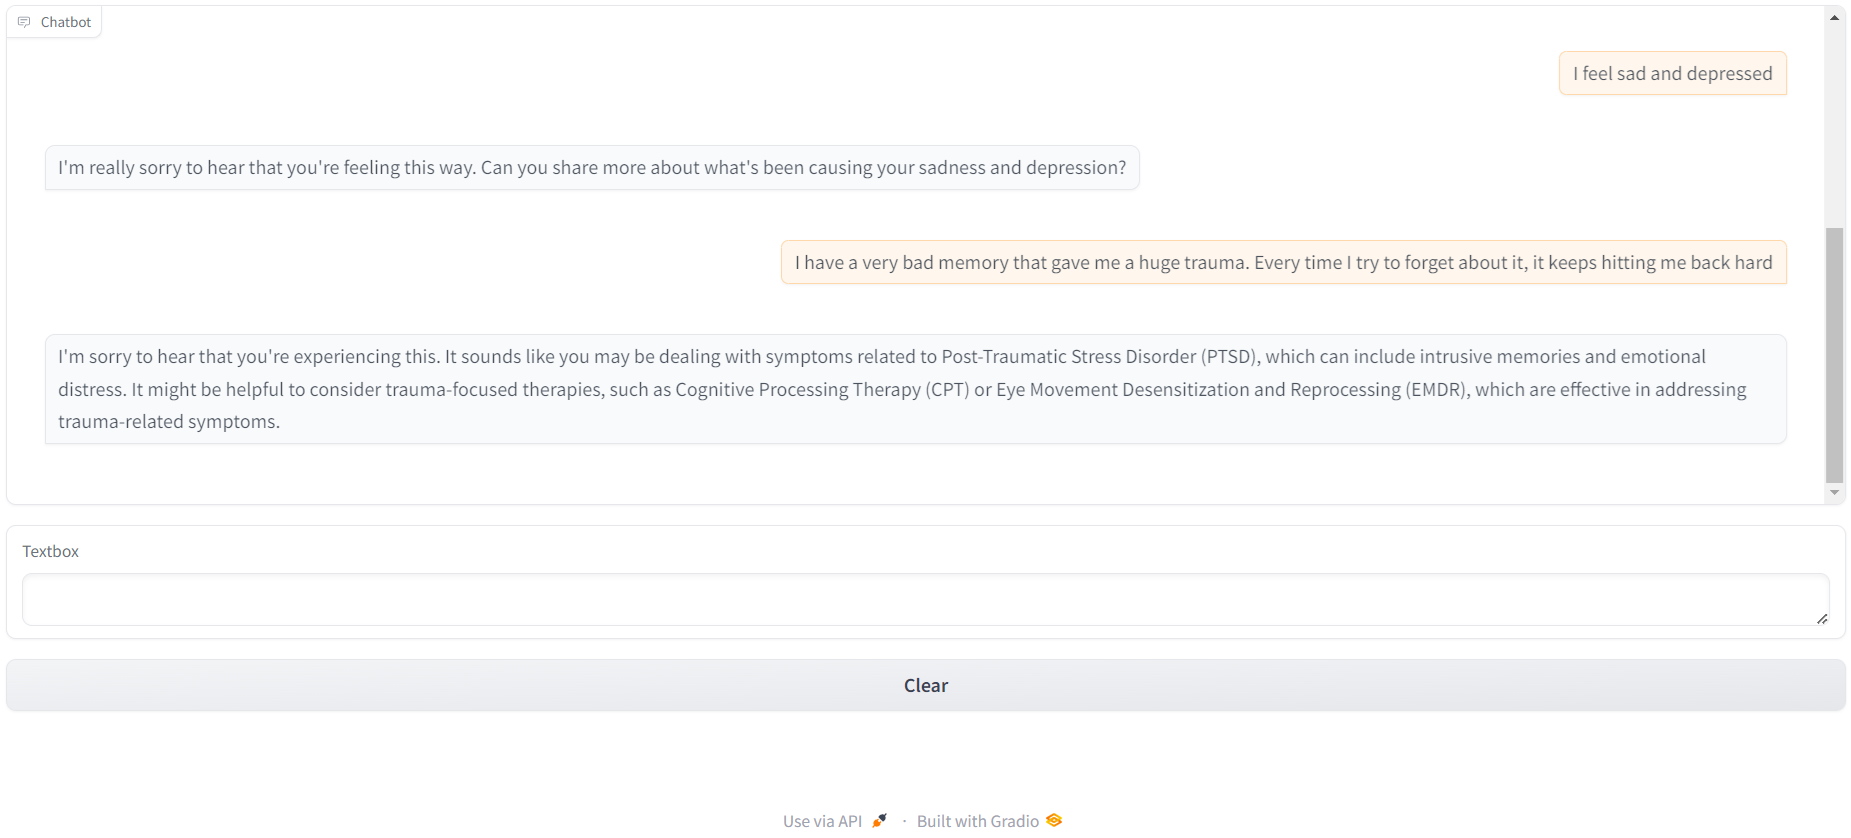 Chatbot
I feel sad and depressed
I'm really sorry to hear that you're feeling this way. Can you share more about what's been causing your sadness and depression?
I have a very bad memory that gave me a huge trauma. Every time I try to forget about it, it keeps hitting me back hard
I'm sorry to hear that you're experiencing this. It sounds like you may be dealing with symptoms related to Post-Traumatic Stress Disorder (PTSD), which can include intrusive memories and emotional
distress. It might be helpful to consider trauma-focused therapies, such as Cognitive Processing Therapy (CPT) or Eye Movement Desensitization and Reprocessing (EMDR), which are effective in addressing
trauma-related symptoms.
Textbox
Clear
Use via API · Built with Gradio